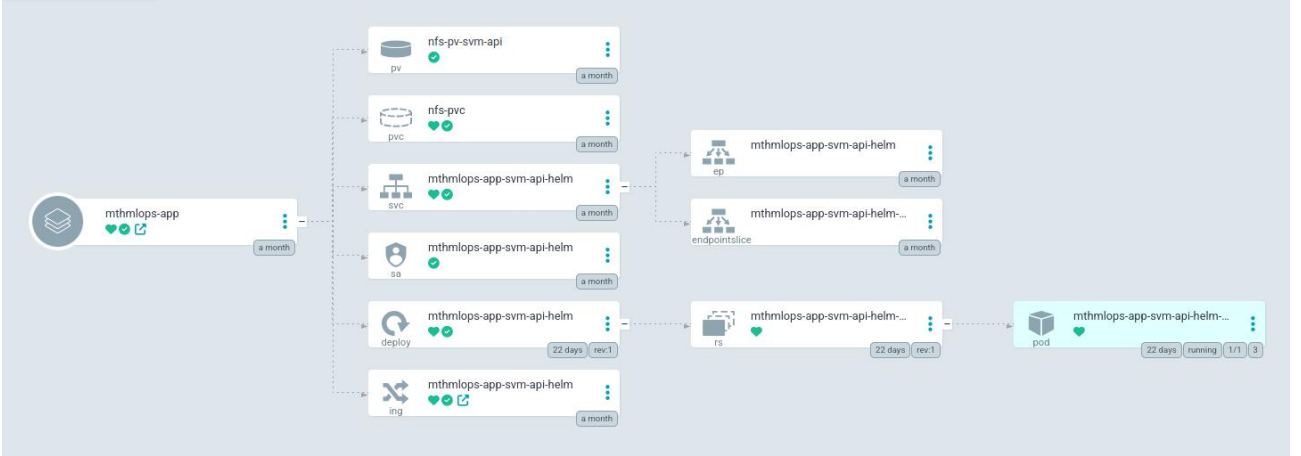 mthmlops-app
a month
nfs-pv-svm-api
pv
a month
nfs-pvc
pvc
a month
mthmlops-app-svm-api-helm
svc
a month
mthmlops-app-svm-api-helm
sa
a month
mthmlops-app-svm-api-helm
deploy
22 days rev:1
mthmlops-app-svm-api-helm
ing
a month
mthmlops-app-svm-api-helm
ep
a month
mthmlops-app-svm-api-helm-...
endpointslice
a month
mthmlops-app-svm-api-helm-...
rs
22 days rev:1
mthmlops-app-svm-api-helm-...
pod
22 days running 1/1 3